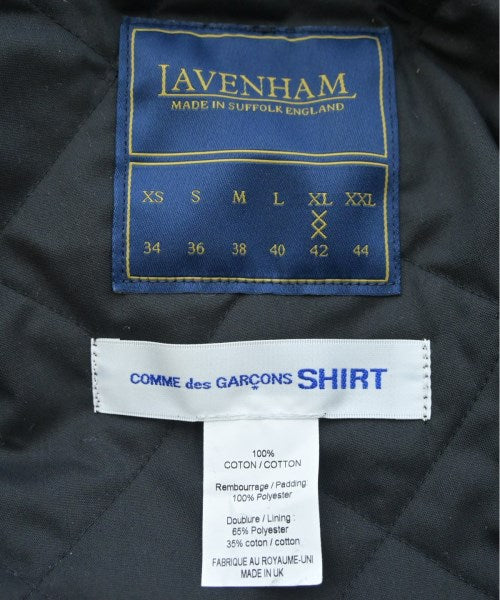 LAVENHAM
MADE IN SUFFOLK ENGLAND
XS S M L XL XXL
34 36 38 40 42 44
COMME des GARÇONS SHIRT
100%
COTON / COTTON
Rembourrage / Padding
100% Polyester
Doublure / Lining :
65% Polyester
35% coton / cotton
FABRIQUE AU ROYAUME-UNI
MADE IN UK